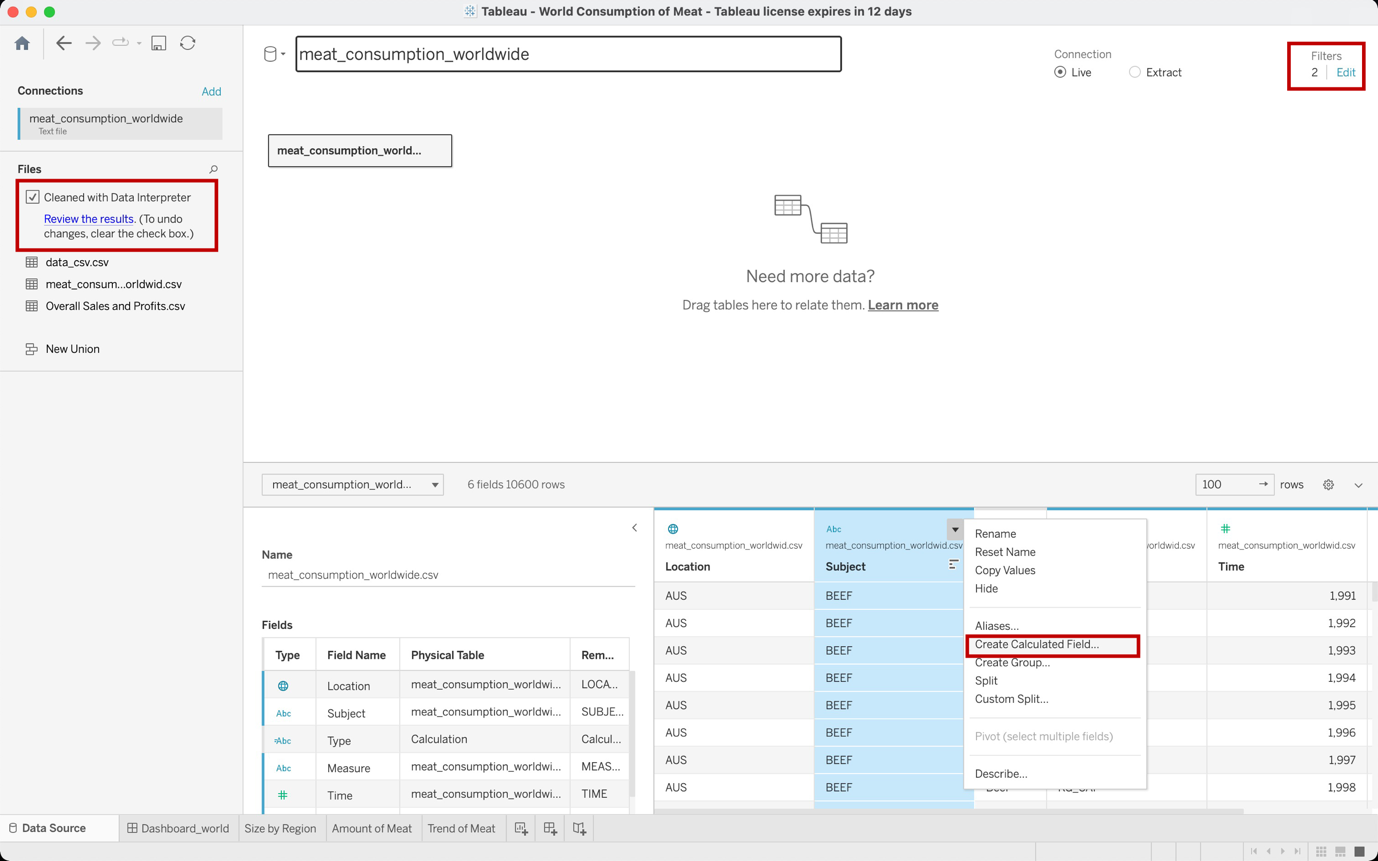 Tableau - World Consumption of Meat - Tableau license expires in 12 days
Connections
Add
meat_consumption_worldwide
Text file
Files
Cleaned with Data Interpreter
Review the results. (To undo
changes, clear the check box.)
data_csv.csv
meat_consum...orldwid.csv
Overall Sales and Profits.csv
New Union
meat_consumption_worldwide
Connection
Live
Extract
Filters
2
Edit
meat_consumption_world...
Need more data?
Drag tables here to relate them. Learn more
meat_consumption_world...
6 fields 10600 rows
100
rows
Name
meat_consumption_worldwide.csv
Fields
Type Field Name Physical Table Rem...
Location meat_consumption_worldwi... LOCA...
Abc Subject meat_consumption_worldwi... SUBJE...
=Abc Type Calculation Calcul...
Abc Measure meat_consumption_worldwi... MEAS...
# Time meat_consumption_worldwi... TIME
Abc
#
meat_consumption_worldwid.csv meat_consumption_worldwid.csv orldwid.csv meat_consumption_worldwid.csv
Location Subject Time
AUS BEEF 1,991
AUS BEEF 1,992
AUS BEEF 1,993
AUS BEEF 1,994
AUS BEEF 1,995
AUS BEEF 1,996
AUS BEEF 1,997
AUS BEEF 1,998
Rename
Reset Name
Copy Values
Hide
Aliases...
Create Calculated Field...
Create Group...
Split
Custom Split...
Pivot (select multiple fields)
Describe...
Data Source
Dashboard_world
Size by Region
Amount of Meat
Trend of Meat